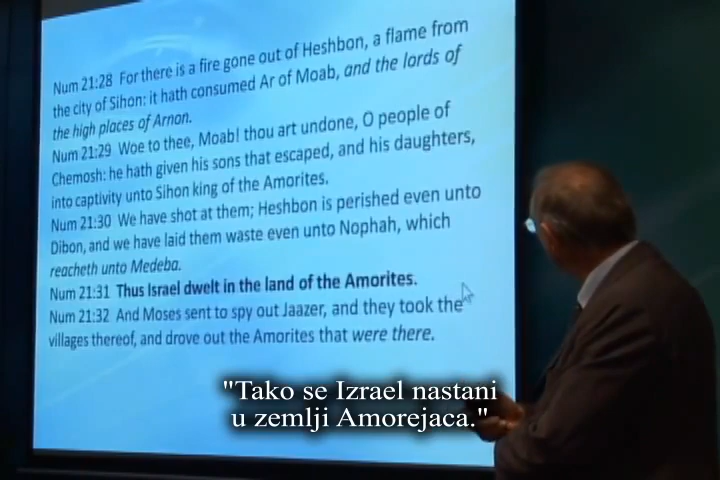 Num 21:28 For there is a fire gone out of Heshbon, a flame from
the city of Sihon: it hath consumed Ar of Moab, and the lords of
the high places of Arnon.
Num 21:29 Woe to thee, Moab! thou art undone, O people of
Chemosh: he hath given his sons that escaped, and his daughters,
into captivity unto Sihon king of the Amorites.
Num 21:30 We have shot at them; Heshbon is perished even unto
Dibon, and we have laid them waste even unto Nophah, which
reacheth unto Medeba.
Num 21:31 Thus Israel dwelt in the land of the Amorites.
Num 21:32 And Moses sent to spy out Jaazer, and they took the
villages thereof, and drove out the Amorites that were there.
"Tako se Izrael nastani
u zemlji Amorejaca."